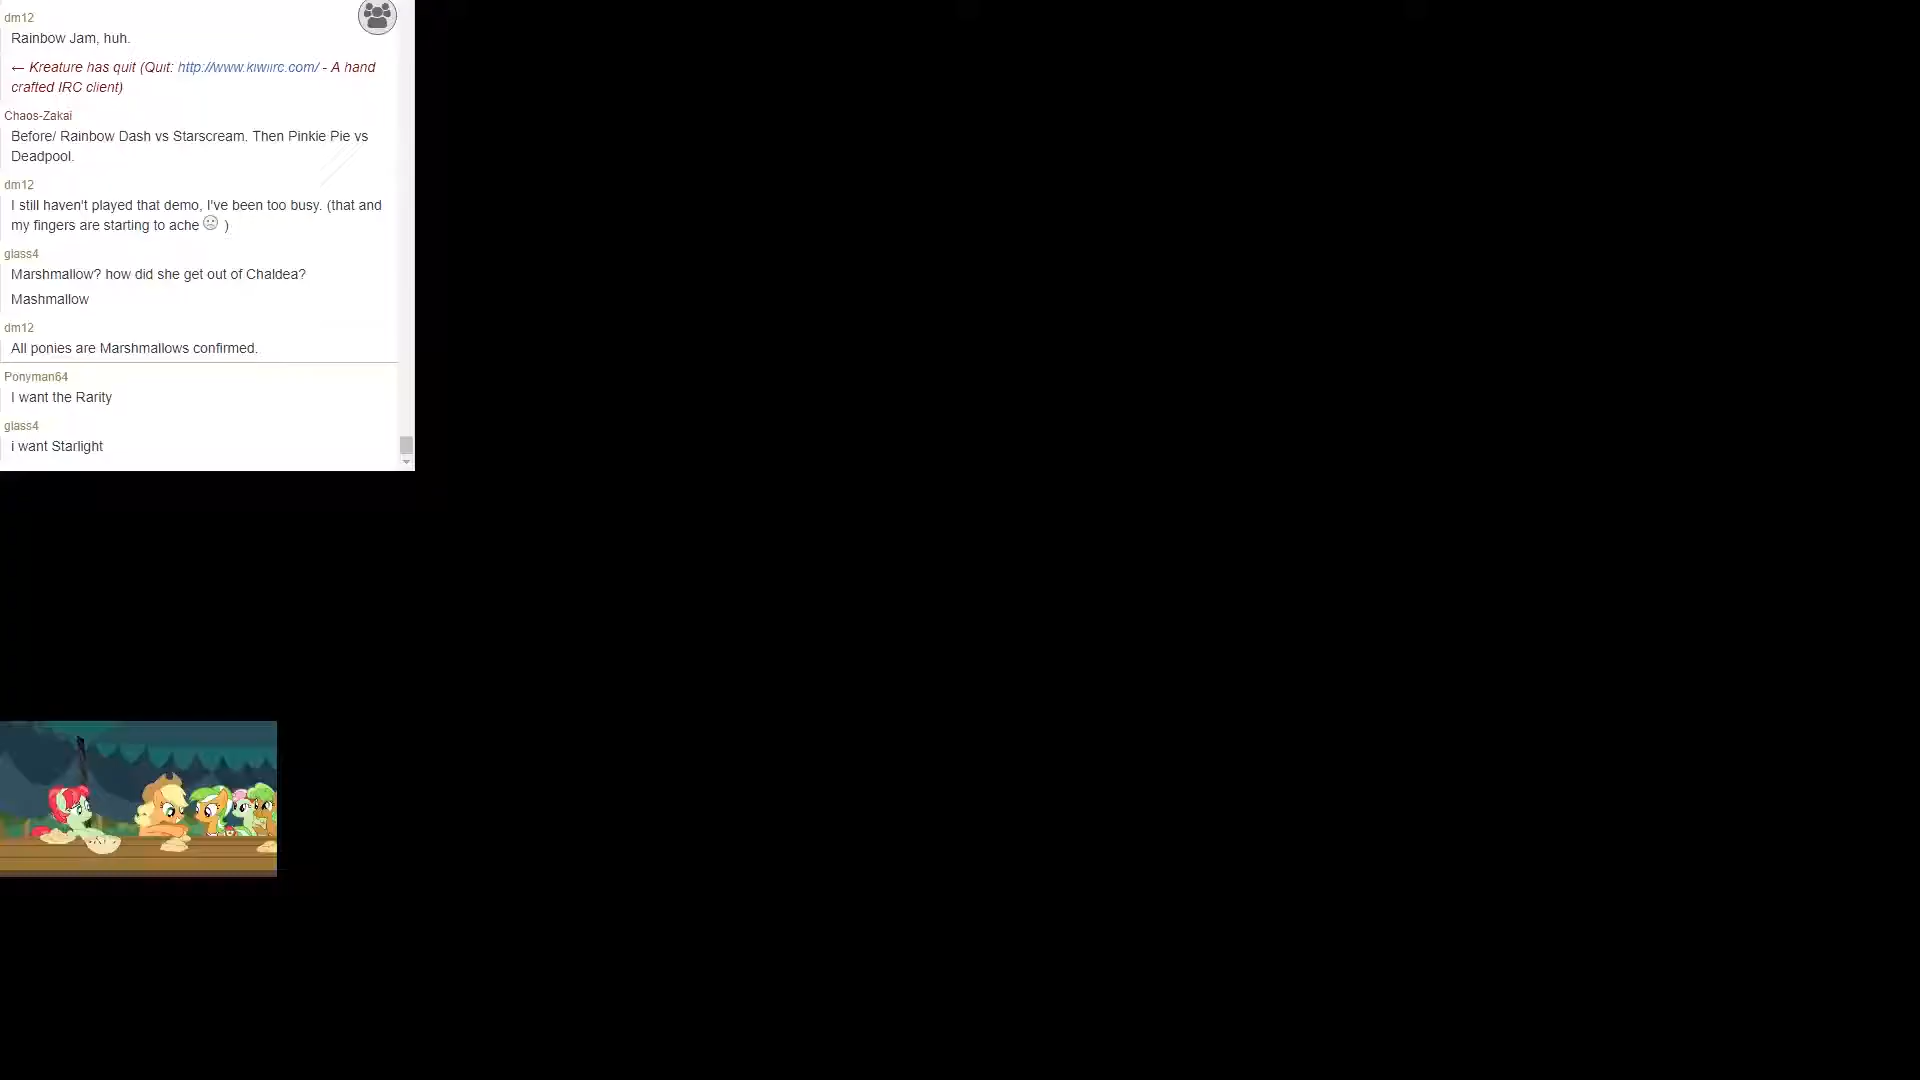 dm12
Rainbow Jam, huh.
← Kreature has quit (Quit: http://www.kiwiirc.com/ - A hand
crafted IRC client)
Chaos-Zakai
Before/ Rainbow Dash vs Starscream. Then Pinkie Pie vs
Deadpool.
dm12
I still haven't played that demo, I've been too busy. (that and
my fingers are starting to ache )
glass4
Marshmallow? how did she get out of Chaldea?
Mashmallow
dm12
All ponies are Marshmallows confirmed.
Ponyman64
I want the Rarity
glass4
i want Starlight